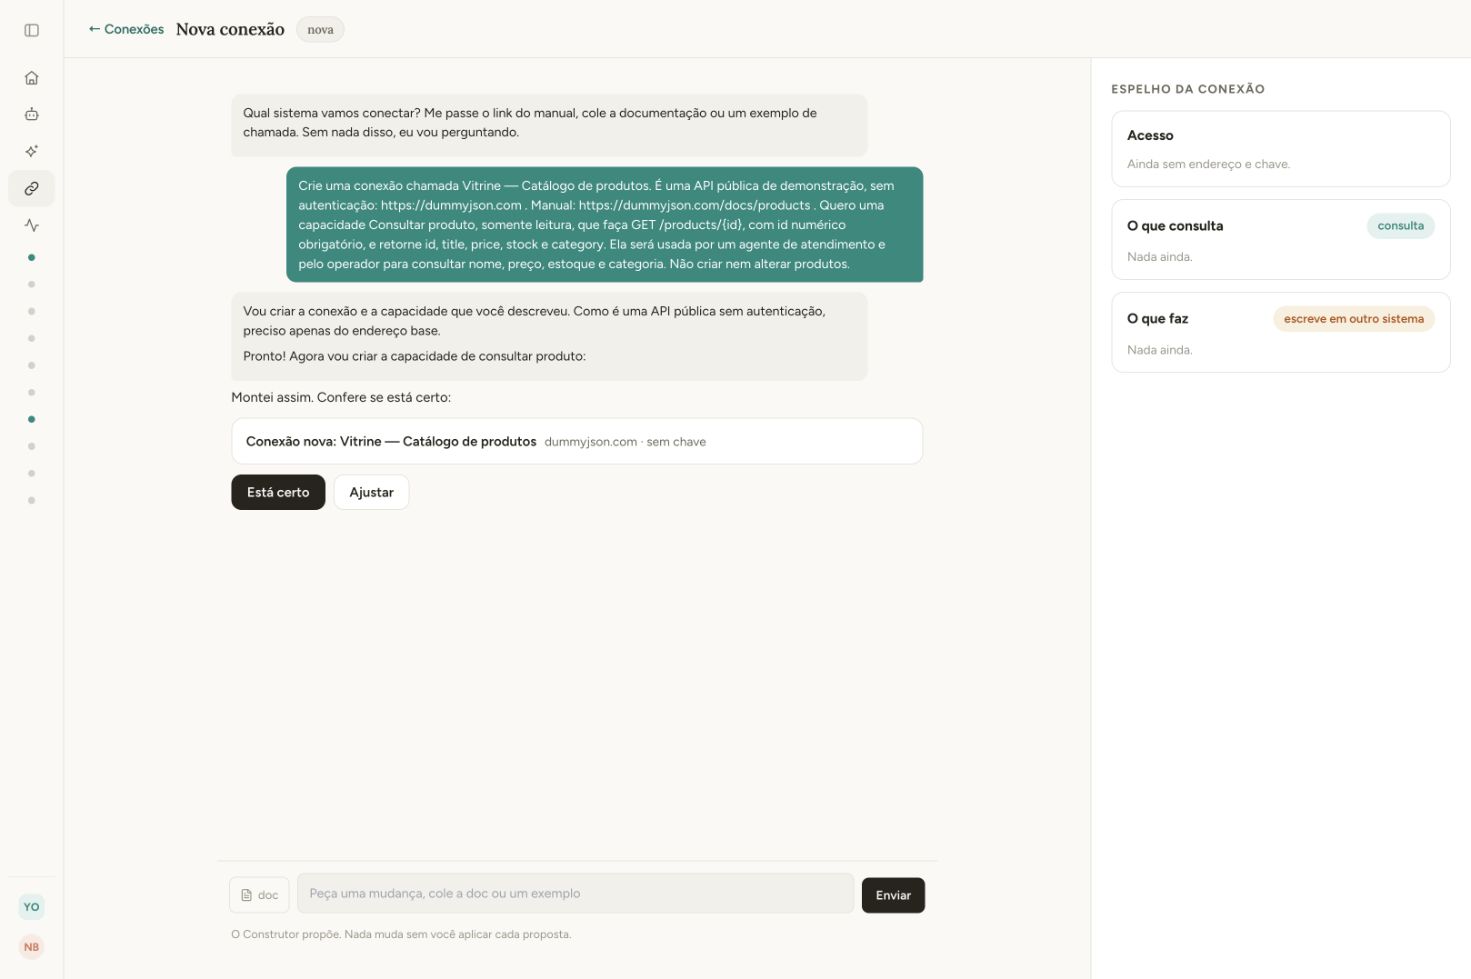 ← Conexões Nova conexão nova
Qual sistema vamos conectar? Me passe o link do manual, cole a documentação ou um exemplo de
chamada. Sem nada disso, eu vou perguntando.
Crie uma conexão chamada Vitrine — Catálogo de produtos. É uma API pública de demonstração, sem
autenticação: https://dummyjson.com . Manual: https://dummyjson.com/docs/products . Quero uma
capacidade Consultar produto, somente leitura, que faça GET /products/{id}, com id numérico
obrigatório, e retorne id, title, price, stock e category. Ela será usada por um agente de atendimento e
pelo operador para consultar nome, preço, estoque e categoria. Não criar nem alterar produtos.
Vou criar a conexão e a capacidade que você descreveu. Como é uma API pública sem autenticação,
preciso apenas do endereço base.
Pronto! Agora vou criar a capacidade de consultar produto:
Montei assim. Confere se está certo:
Conexão nova: Vitrine — Catálogo de produtos dummyjson.com · sem chave
Está certo Ajustar
doc Peça uma mudança, cole a doc ou um exemplo Enviar
O Construtor propõe. Nada muda sem você aplicar cada proposta.
ESPELHO DA CONEXÃO
Acesso
Ainda sem endereço e chave.
O que consulta consulta
Nada ainda.
O que faz escreve em outro sistema
Nada ainda.
YO
NB